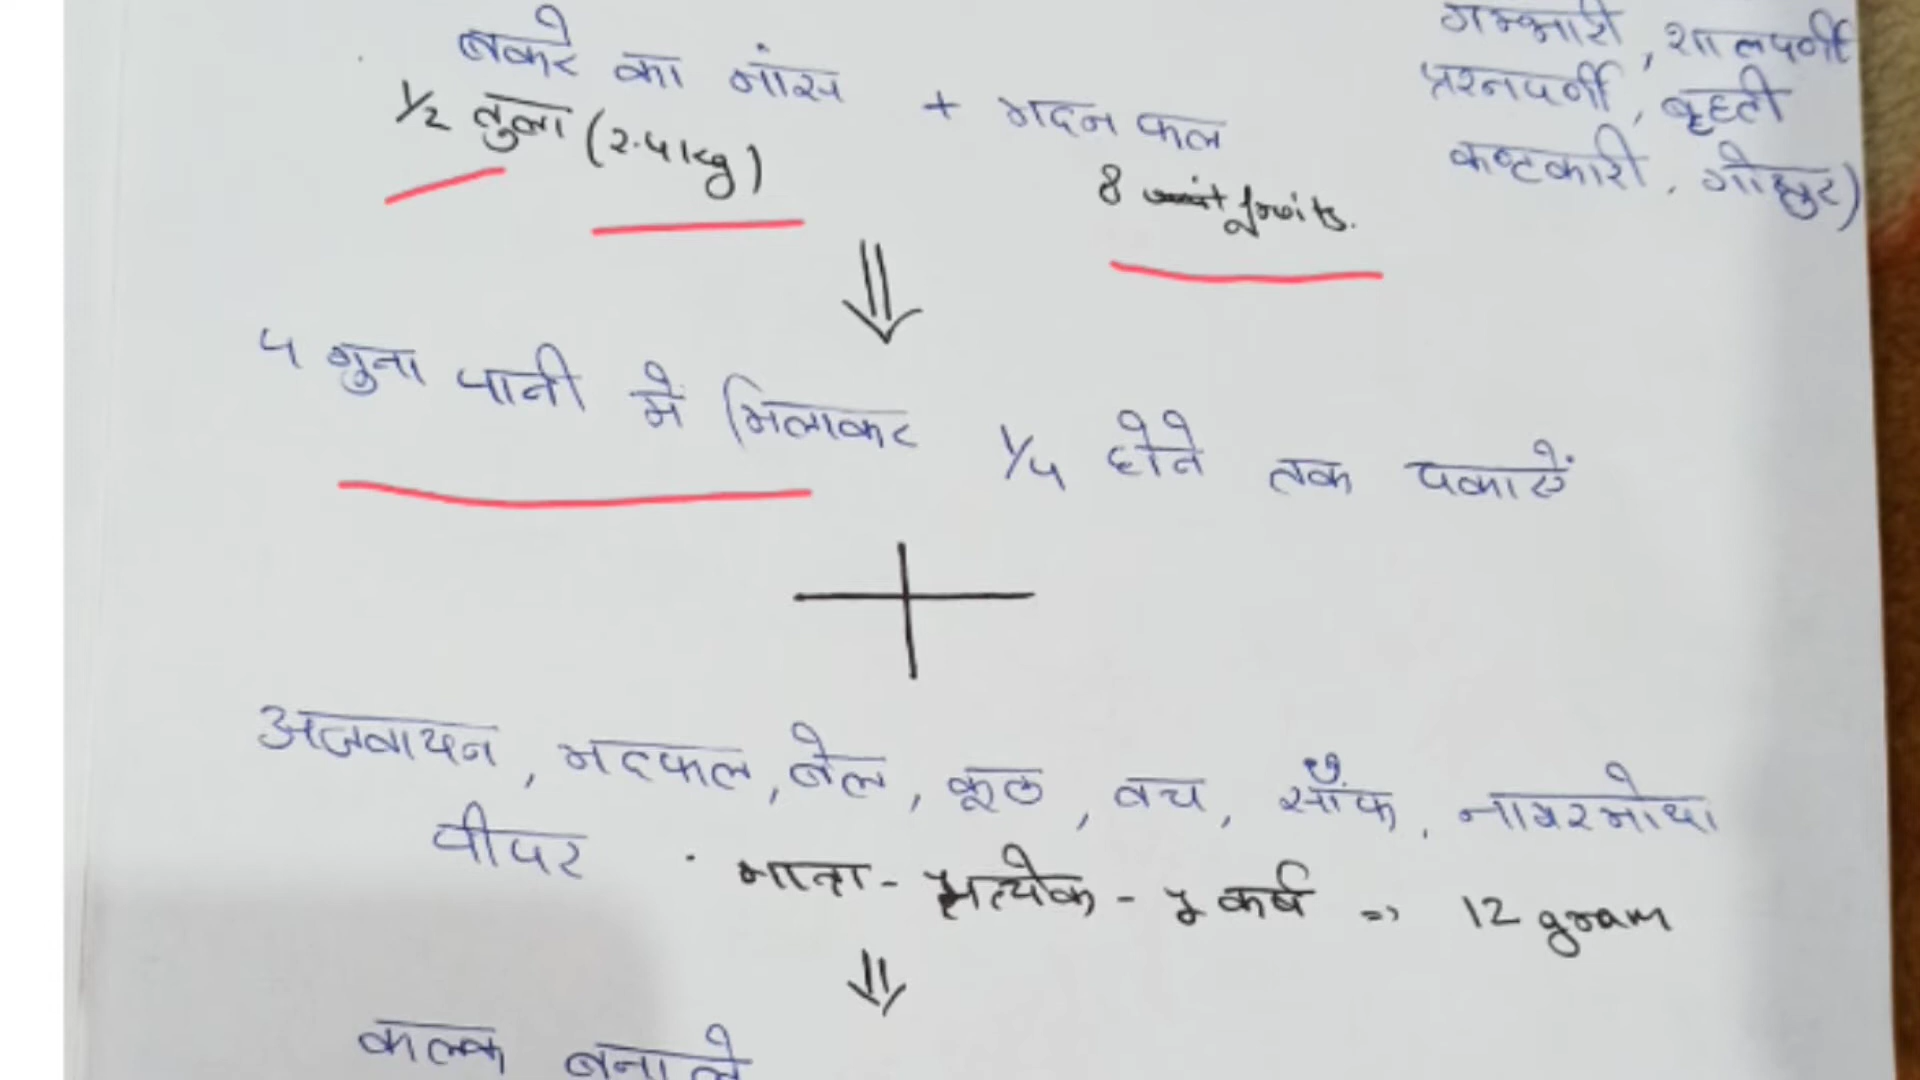 गम्भारी, शालपर्णी
प्रश्नपर्णी, बृहती
कण्टकारी, गोक्षुर)
बकरे का मांस + मदन फल
1/2 तुला (2.4kg)
8 fruits.
4 गुना पानी मे मिलाकर 1/4 होने तक पकाऐं
+
अजवायन, मदफल, बेल, कूठ, वच, सौंफ, नागरमोथा
पीपर . मात्रा - प्रत्येक - 1 कर्ष => 12 gram
कल्क बनाले